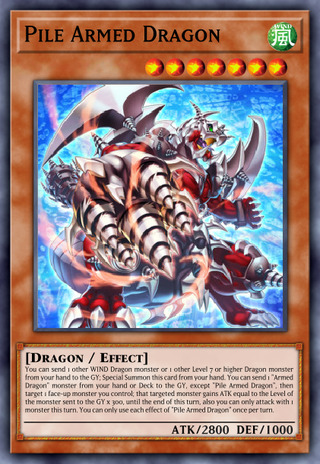 Pile Armed Dragon
WIND
風
[Dragon / Effect]
You can send 1 other WIND Dragon monster or 1 other Level 7 or higher Dragon monster
from your hand to the GY; Special Summon this card from your hand. You can send 1 "Armed
Dragon" monster from your hand or Deck to the GY, except "Pile Armed Dragon", then
target 1 face-up monster you control; that targeted monster gains ATK equal to the Level of
the monster sent to the GY x 300, until the end of this turn, also you can only attack with 1
monster this turn. You can only use each effect of "Pile Armed Dragon" once per turn.
ATK/2800 DEF/1000